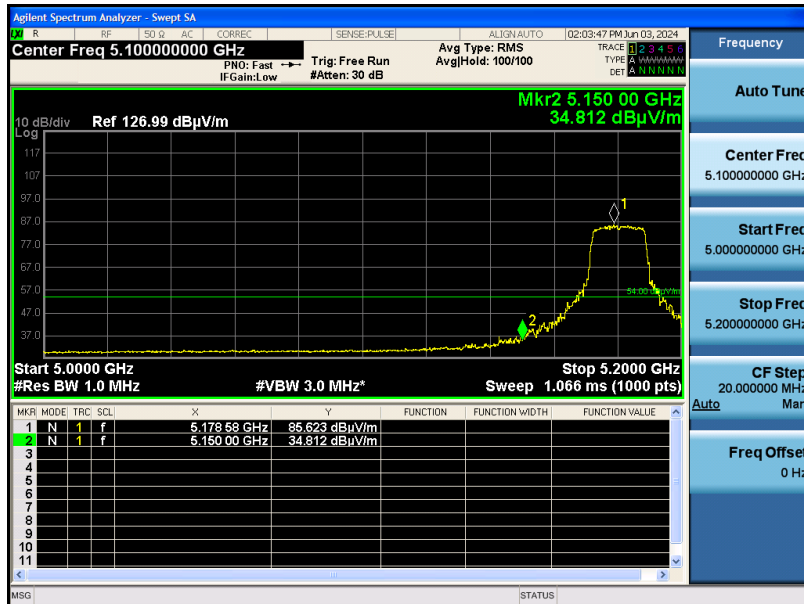 Agilent Spectrum Analyzer - Swept SA
LXI R RF 50 Ω AC CORREC SENSE:PULSE ALIGN AUTO 02:03:47 PM Jun 03, 2024
Center Freq 5.100000000 GHz
PNO: Fast
IFGain:Low
Trig: Free Run
#Atten: 30 dB
Avg Type: RMS
Avg|Hold: 100/100
TRACE 1 2 3 4 5 6
TYPE A WWWWW
DET A N N N N N
Mkr2 5.150 00 GHz
34.812 dBµV/m
10 dB/div
Log
Ref 126.99 dBµV/m
117
107
97.0
87.0
77.0
67.0
57.0
47.0
37.0
1
2
54.00 dBµV/m
Start 5.0000 GHz Stop 5.2000 GHz
#Res BW 1.0 MHz #VBW 3.0 MHz* Sweep 1.066 ms (1000 pts)
MKR MODE TRC SCL X Y FUNCTION FUNCTION WIDTH FUNCTION VALUE
1 N 1 f 5.178 58 GHz 85.623 dBµV/m
2 N 1 f 5.150 00 GHz 34.812 dBµV/m
3
4
5
6
7
8
9
10
11
MSG STATUS
Frequency
Auto Tune
Center Freq
5.100000000 GHz
Start Freq
5.000000000 GHz
Stop Freq
5.200000000 GHz
CF Step
20.000000 MHz
Auto Man
Freq Offset
0 Hz